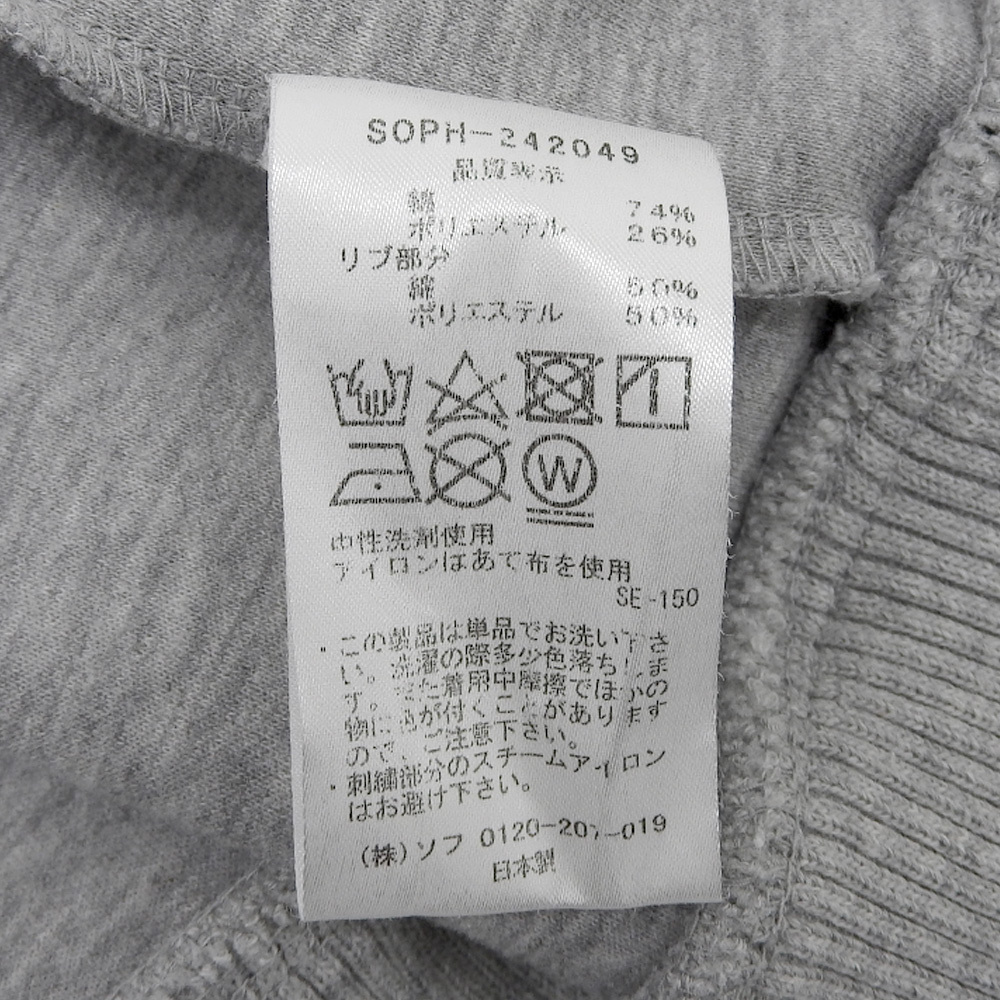 SOPH-242049
品質表示
綿 74%
ポリエステル 26%
リブ部分
綿 50%
ポリエステル 50%
W
中性洗剤使用
アイロンはあて布を使用
SE-150
・この製品は単品でお洗い下さ
い。洗濯の際多少色落ちしま
す。また着用中摩擦でほかの
物に色が付くことがあります
ので、ご注意下さい。
・刺繍部分のスチームアイロン
はお避け下さい。
(株)ソフ 0120-207-019
日本製